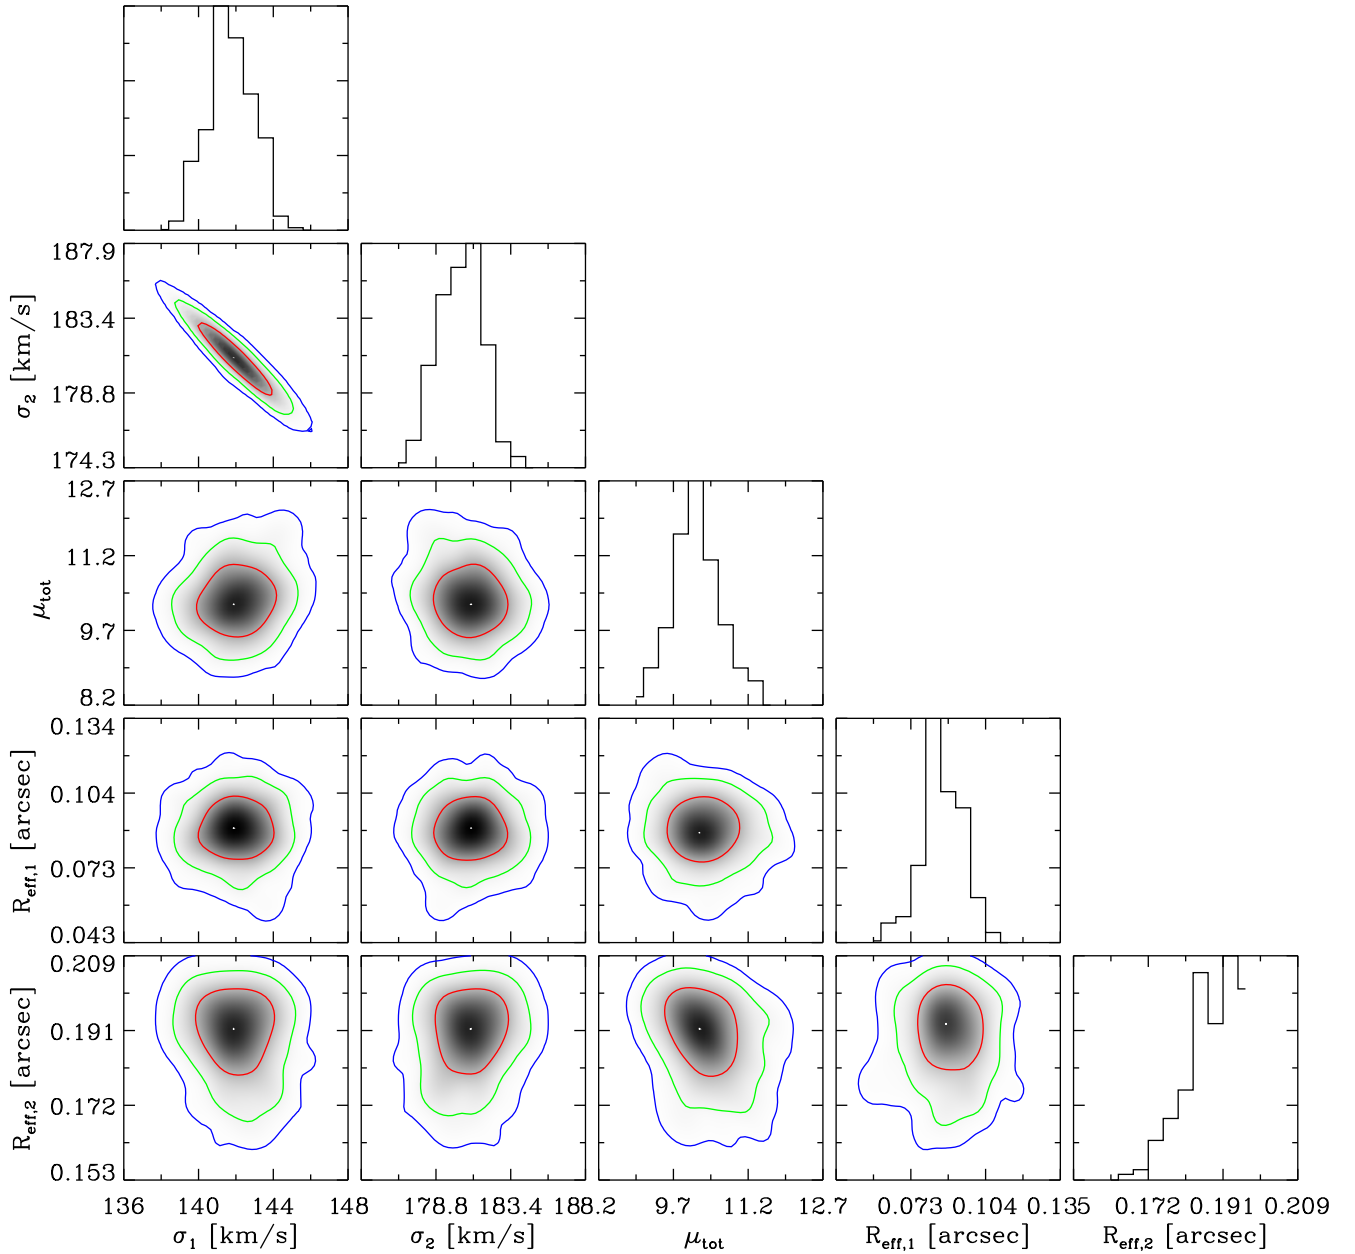 187.9
183.4
178.8
174.3
σ2 [km/s]
12.7
11.2
9.7
8.2
μtot
0.134
0.104
0.073
0.043
Reff,1 [arcsec]
0.209
0.191
0.172
0.153
Reff,2 [arcsec]
136 140 144 148 178.8 183.4 188.2 9.7 11.2 12.7 0.073 0.104 0.135 0.172 0.191 0.209
σ1 [km/s] σ2 [km/s] μtot Reff,1 [arcsec] Reff,2 [arcsec]